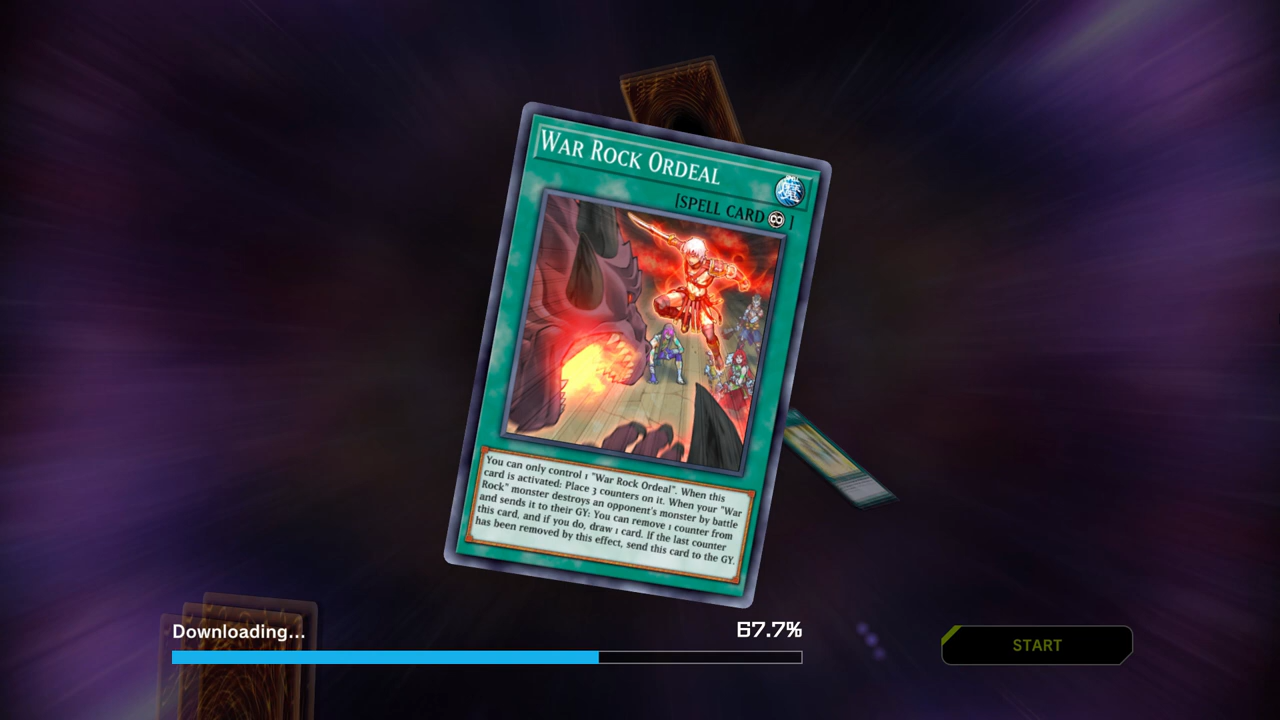 War Rock Ordeal
[SPELL CARD ]
You can only control 1 "War Rock Ordeal". When this
card is activated: Place 3 counters on it. When your "War
Rock" monster destroys an opponent's monster by battle
and sends it to their GY: You can remove 1 counter from
this card, and if you do, draw 1 card. If the last counter
has been removed by this effect, send this card to the GY.
Downloading...
67.7%
START